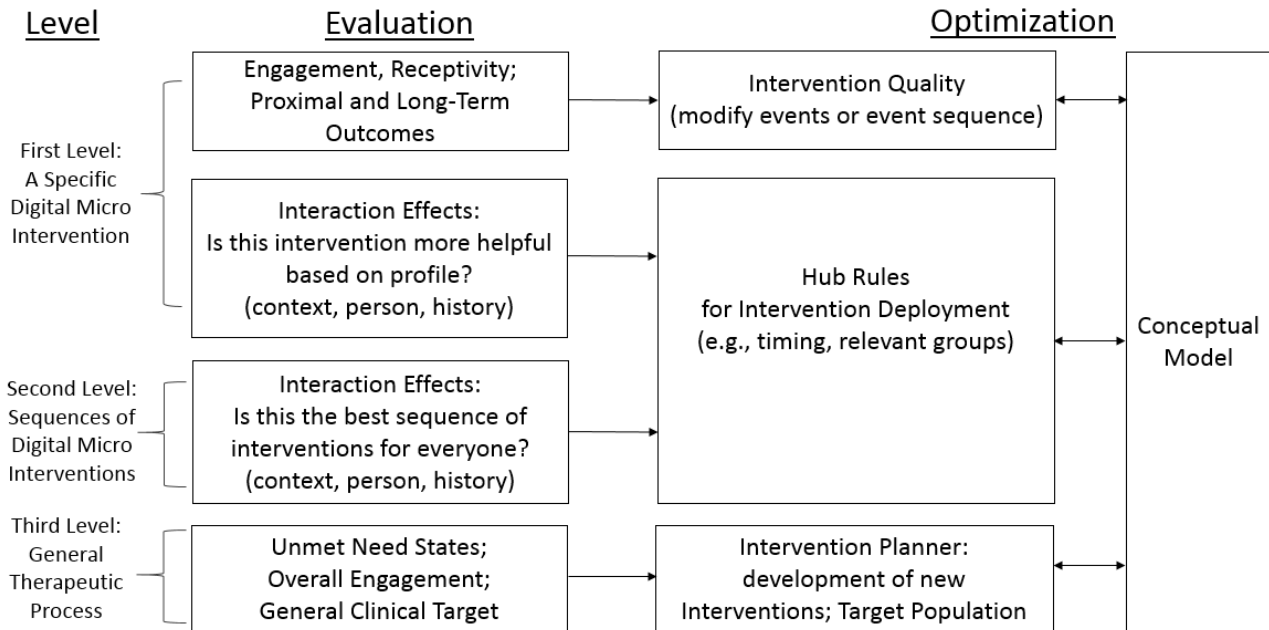 Level
Evaluation
Optimization
First Level:
A Specific
Digital Micro
Intervention
Engagement, Receptivity;
Proximal and Long-Term
Outcomes
Intervention Quality
(modify events or event sequence)
Interaction Effects:
Is this intervention more helpful
based on profile?
(context, person, history)
Hub Rules
for Intervention Deployment
(e.g., timing, relevant groups)
Conceptual
Model
Second Level:
Sequences of
Digital Micro
Interventions
Interaction Effects:
Is this the best sequence of
interventions for everyone?
(context, person, history)
Third Level:
General
Therapeutic
Process
Unmet Need States;
Overall Engagement;
General Clinical Target
Intervention Planner:
development of new
Interventions; Target Population